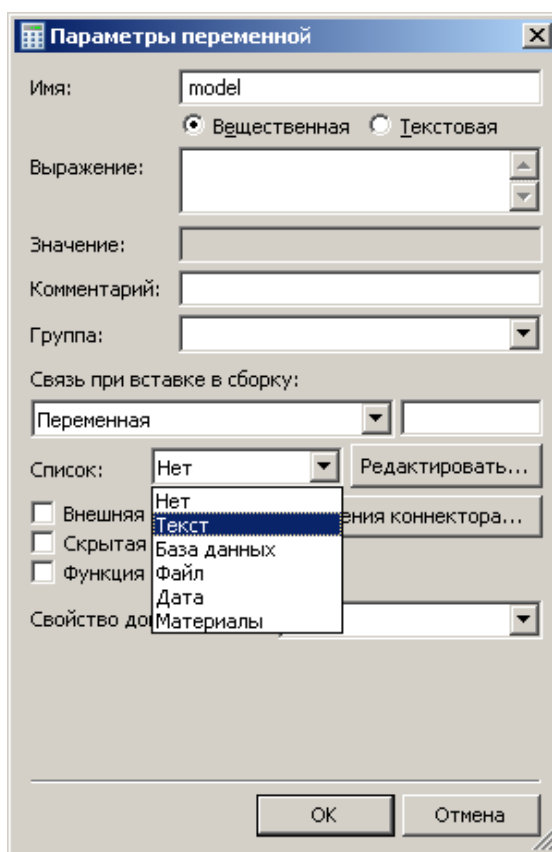 Параметры переменной
Имя: model
Вещественная Текстовая
Выражение:
Значение:
Комментарий:
Группа:
Связь при вставке в сборку:
Переменная
Список: Нет Редактировать...
Нет
Внешняя
Текст
ения коннектора...
Скрытая
База данных
Функция
Файл
Дата
Свойство до
Материалы
OK Отмена